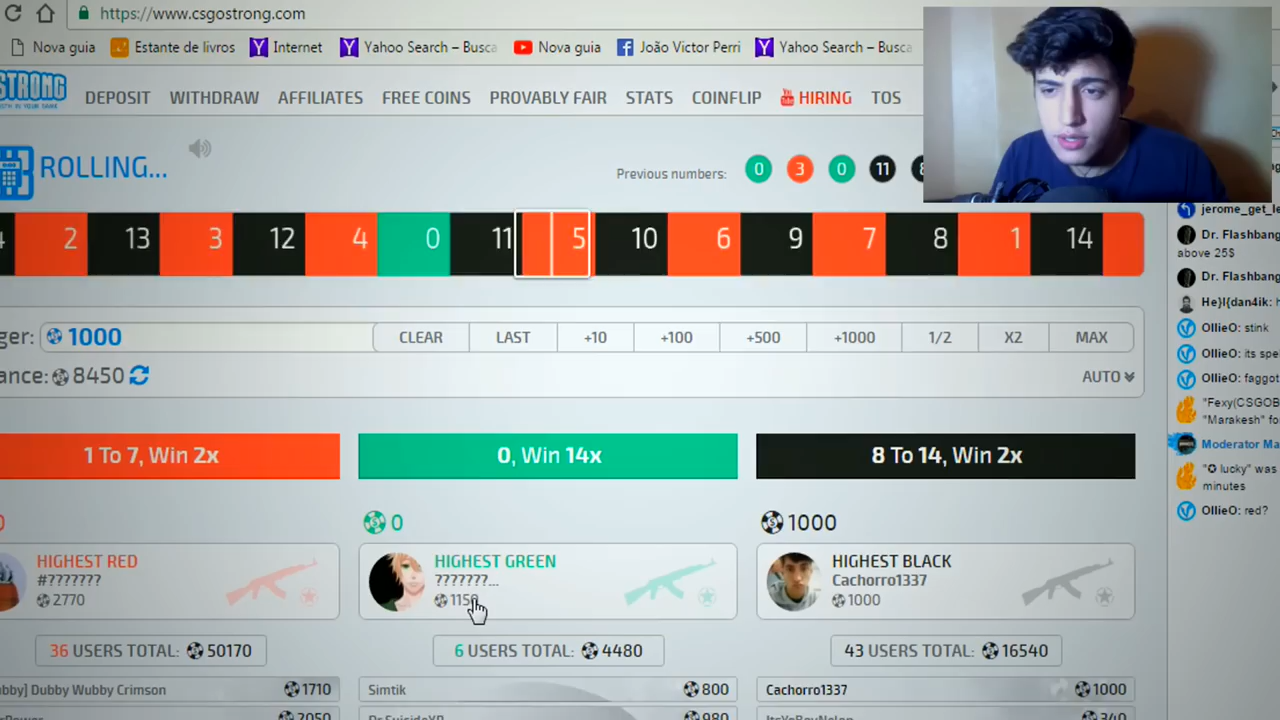 https://www.csgostrong.com
Nova guia Estante de livros Internet Yahoo Search – Busca Nova guia João Victor Perri Yahoo Search – Busca
STRONG
DEPOSIT WITHDRAW AFFILIATES FREE COINS PROVABLY FAIR STATS COINFLIP HIRING TOS
ROLLING...
Previous numbers: 0 3 0 11
2 13 3 12 4 0 11 5 10 6 9 7 8 1 14
1000 CLEAR LAST +10 +100 +500 +1000 1/2 X2 MAX
8450
AUTO
1 To 7, Win 2x
0, Win 14x
8 To 14, Win 2x
0
1000
HIGHEST RED
#???????
2770
HIGHEST GREEN
???????...
1150
HIGHEST BLACK
Cachorro1337
1000
36 USERS TOTAL: 50170
6 USERS TOTAL: 4480
43 USERS TOTAL: 16540
Dubby Wubby Crimson 1710
Simtik 800
Cachorro1337 1000
2050
980
340
Dr. Flashbang
above 25$
Dr. Flashbang
He}I{dan4ik:
OllieO: stink
OllieO: its spe
OllieO: faggot
"Fexy(CSGOB
"Marakesh" fo
Moderator Ma
"✪ lucky" was
minutes
OllieO: red?